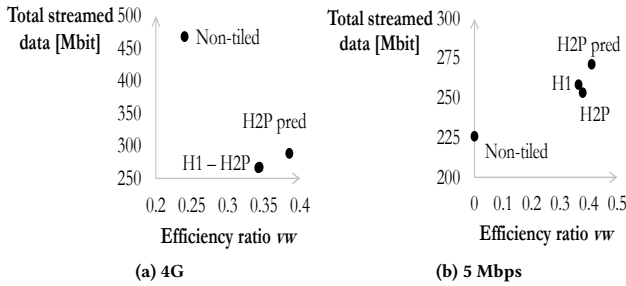 Total streamed
data [Mbit]
500
450
400
350
300
250
Non-tiled
H2P pred
H1 – H2P
0.2 0.25 0.3 0.35 0.4
Efficiency ratio vw
(a) 4G
Total streamed
data [Mbit]
300
275
250
225
200
H2P pred
H1
H2P
Non-tiled
0 0.1 0.2 0.3 0.4 0.5
Efficiency ratio vw
(b) 5 Mbps